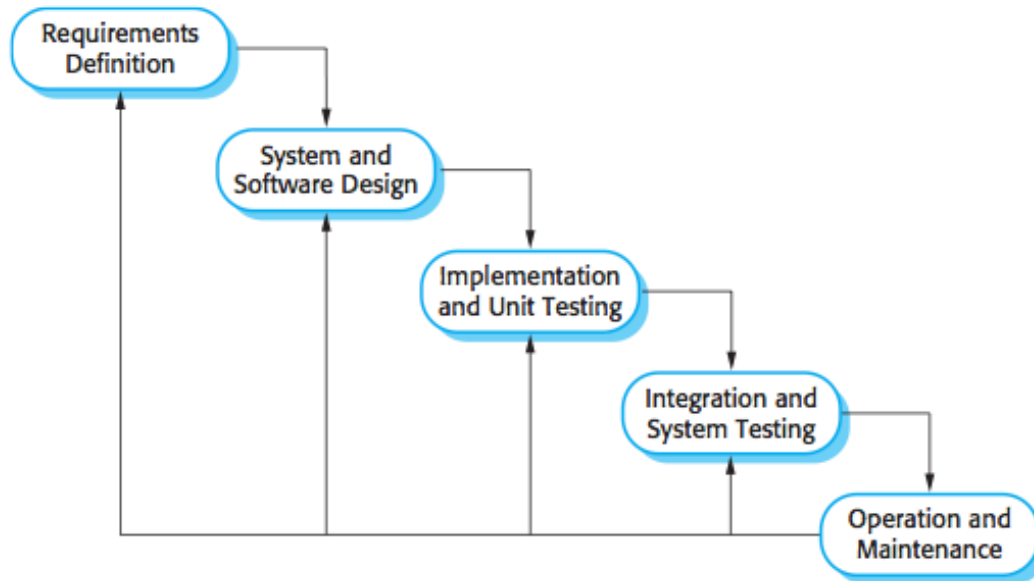 Requirements
Definition
System and
Software Design
Implementation
and Unit Testing
Integration and
System Testing
Operation and
Maintenance